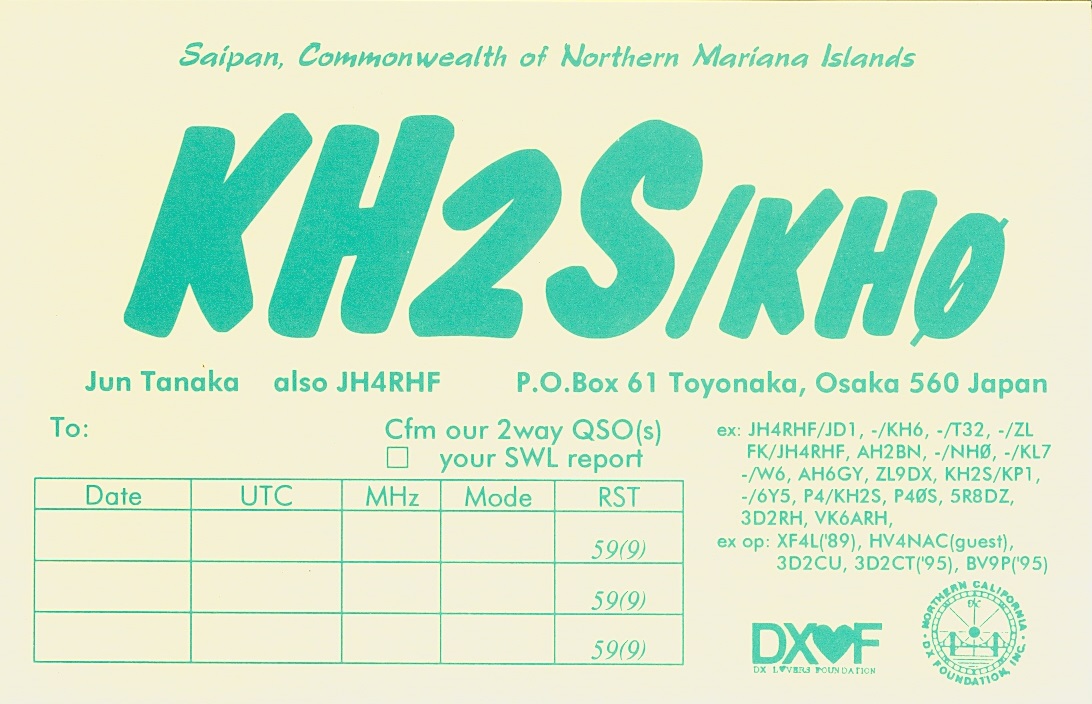 Saipan, Commonwealth of Northern Mariana Islands
KH2S/KHØ
Jun Tanaka also JH4RHF P.O.Box 61 Toyonaka, Osaka 560 Japan
To:
Cfm our 2way QSO(s)
☐ your SWL report
Date UTC MHz Mode RST
59(9)
59(9)
59(9)
ex: JH4RHF/JD1, -/KH6, -/T32, -/ZL
FK/JH4RHF, AH2BN, -/NHØ, -/KL7
-/W6, AH6GY, ZL9DX, KH2S/KP1,
-/6Y5, P4/KH2S, P4ØS, 5R8DZ,
3D2RH, VK6ARH,
ex op: XF4L('89), HV4NAC(guest),
3D2CU, 3D2CT('95), BV9P('95)
DX♥F
DX L♥VERS FOUNDATION
NORTHERN CALIFORNIA
DX FOUNDATION, INC.